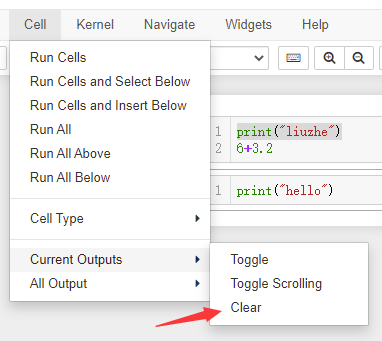 Cell Kernel Navigate Widgets Help
Run Cells
Run Cells and Select Below
Run Cells and Insert Below
Run All
Run All Above
Run All Below
Cell Type
Current Outputs
All Output
Toggle
Toggle Scrolling
Clear
1 print("liuzhe")
2 6+3.2
1 print("hello")